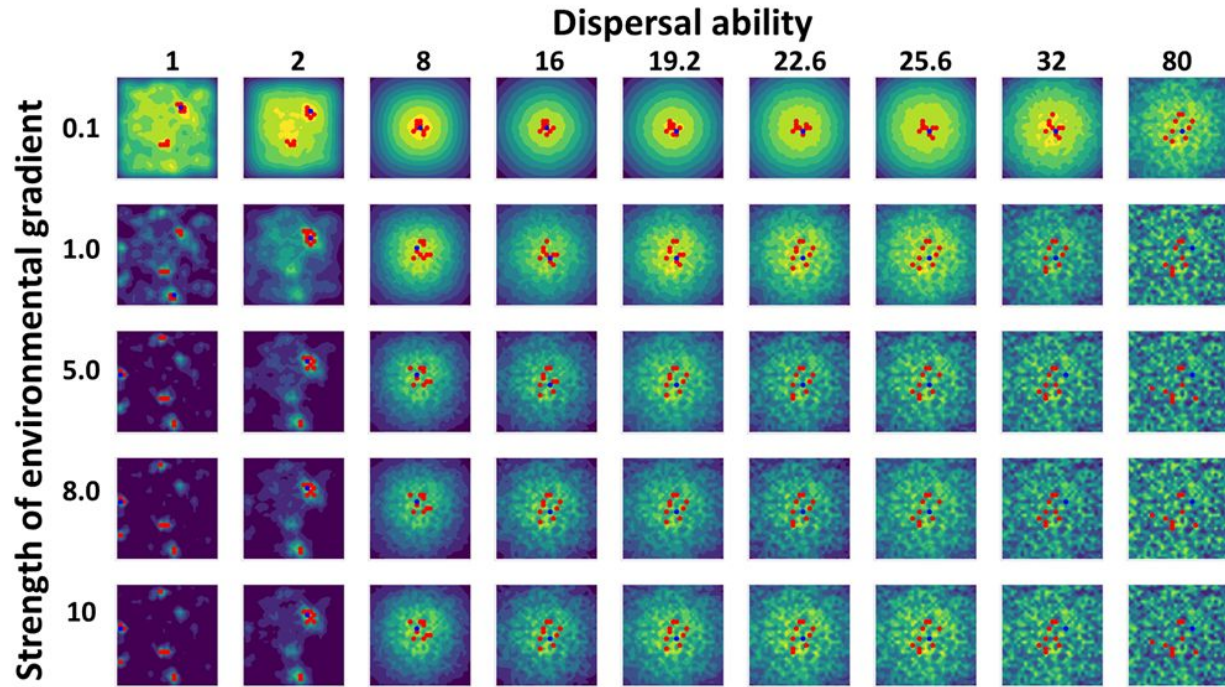 Dispersal ability
1 2 8 16 19.2 22.6 25.6 32 80
Strength of environmental gradient
0.1
1.0
5.0
8.0
10